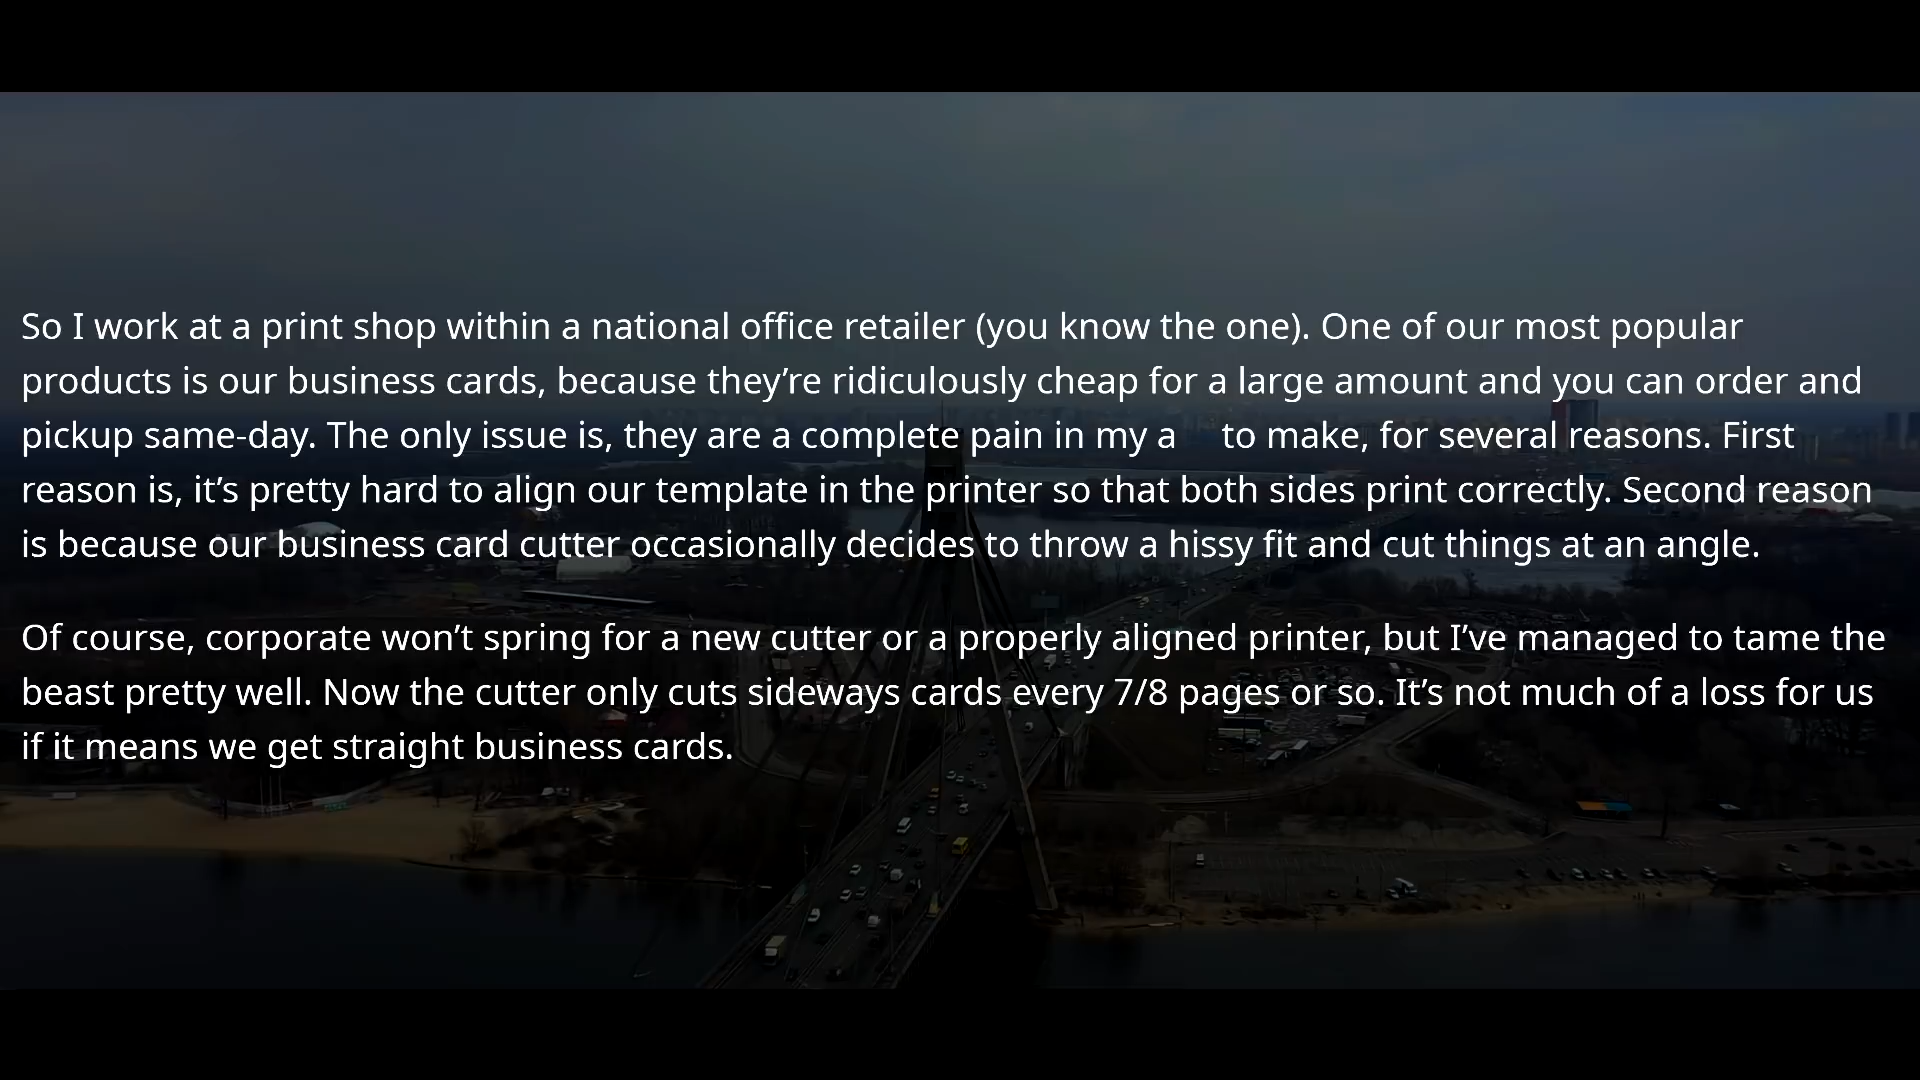 So I work at a print shop within a national office retailer (you know the one). One of our most popular
products is our business cards, because they’re ridiculously cheap for a large amount and you can order and
pickup same-day. The only issue is, they are a complete pain in my a to make, for several reasons. First
reason is, it’s pretty hard to align our template in the printer so that both sides print correctly. Second reason
is because our business card cutter occasionally decides to throw a hissy fit and cut things at an angle.
Of course, corporate won’t spring for a new cutter or a properly aligned printer, but I’ve managed to tame the
beast pretty well. Now the cutter only cuts sideways cards every 7/8 pages or so. It’s not much of a loss for us
if it means we get straight business cards.